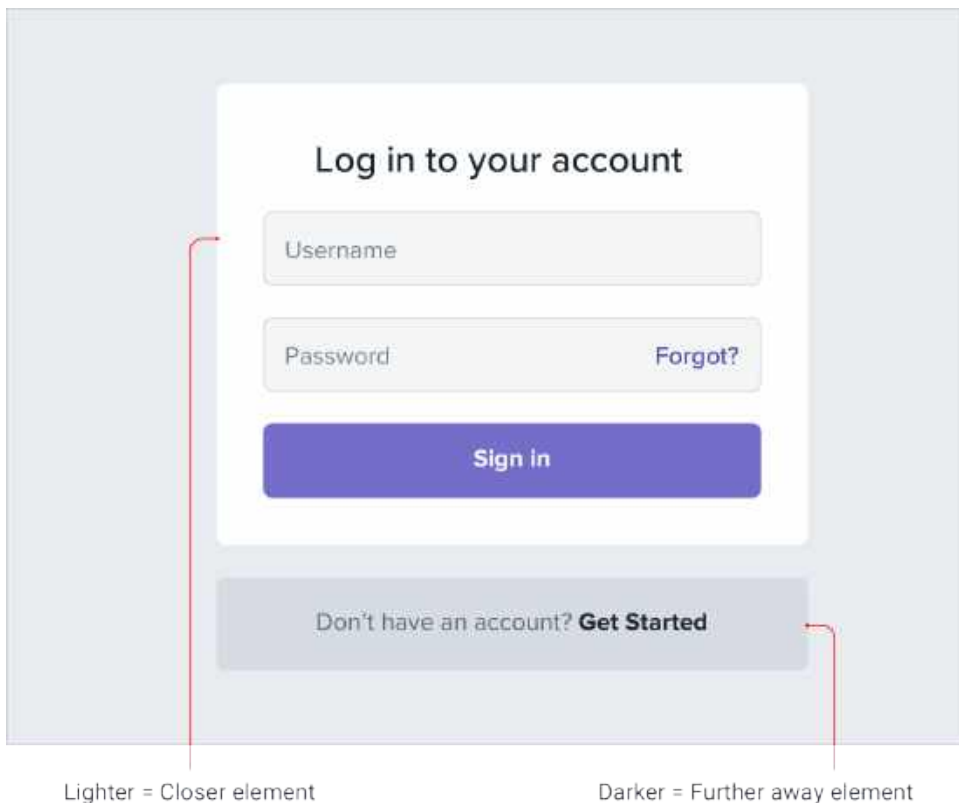 Log in to your account
Username
Password Forgot?
Sign in
Don't have an account? Get Started
Lighter = Closer element Darker = Further away element